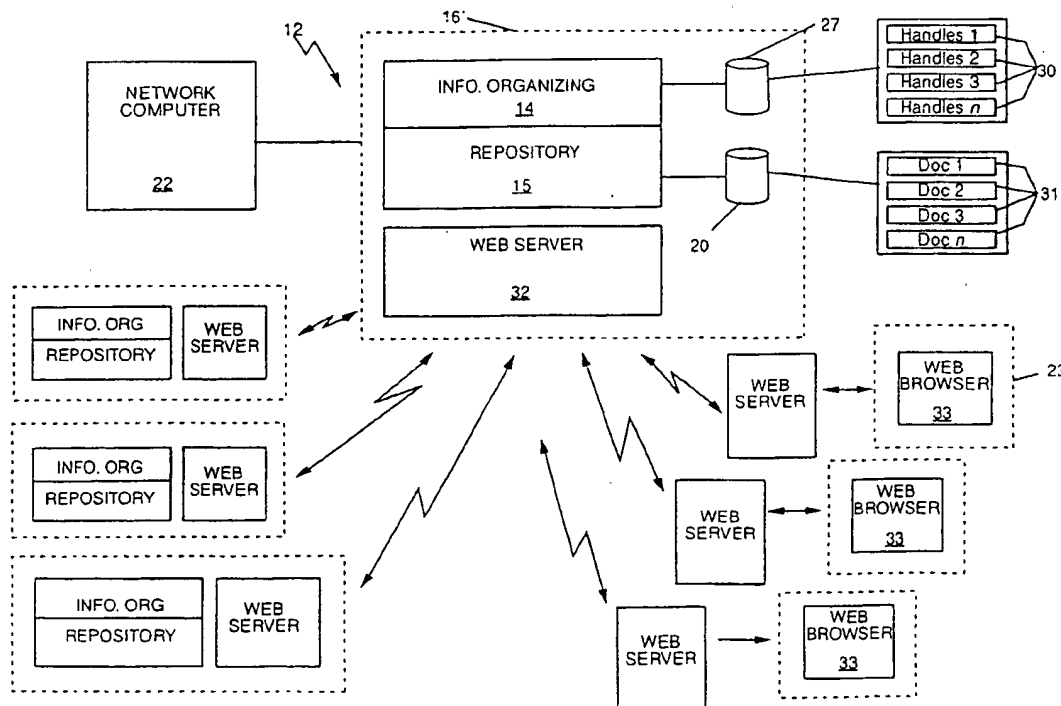 16'
12
27
NETWORK
COMPUTER
22
INFO. ORGANIZING
14
REPOSITORY
15
WEB SERVER
32
20
Handles 1
Handles 2
Handles 3
Handles n
30
Doc 1
Doc 2
Doc 3
Doc n
31
INFO. ORG
REPOSITORY
WEB
SERVER
INFO. ORG
REPOSITORY
WEB
SERVER
INFO. ORG
REPOSITORY
WEB
SERVER
WEB
SERVER
WEB
BROWSER
33
23
WEB
SERVER
WEB
BROWSER
33
WEB
SERVER
WEB
BROWSER
33